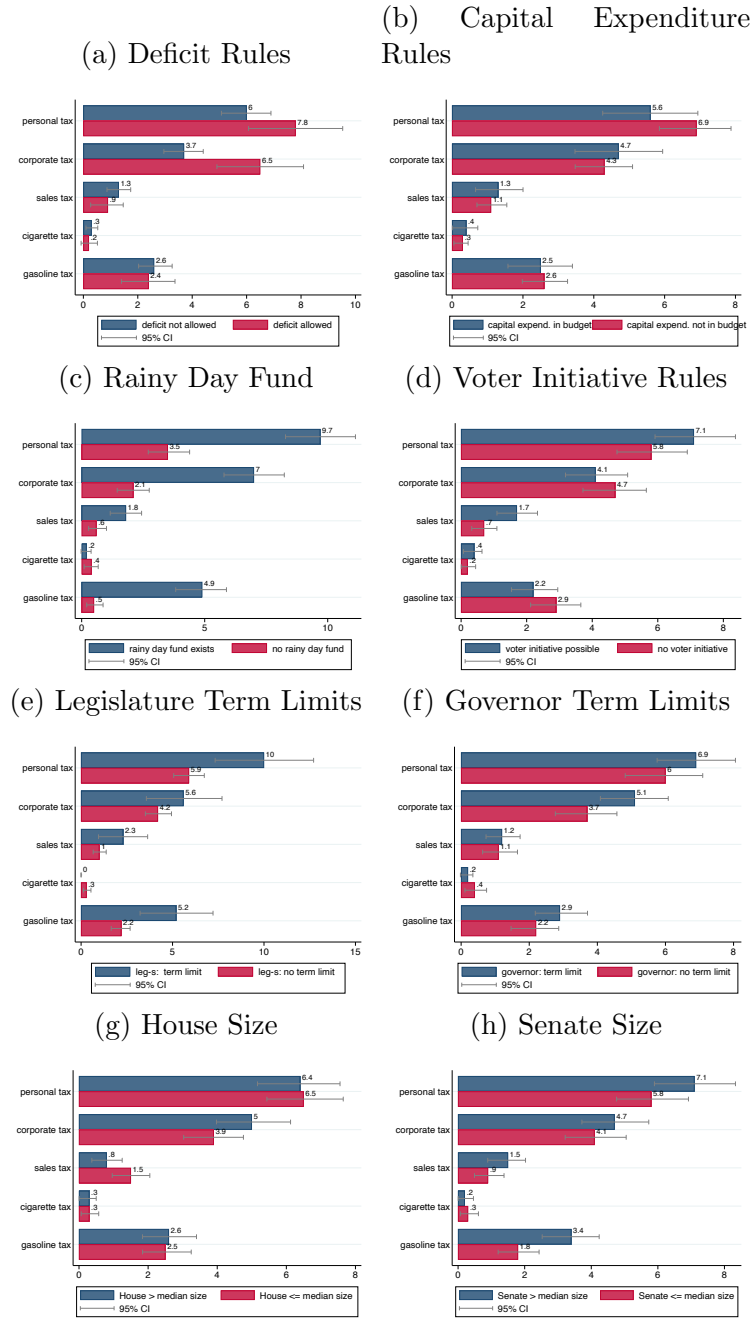 (a) Deficit Rules
(b) Capital Expenditure
Rules
personal tax
6
7.8
corporate tax
3.7
6.5
sales tax
1.3
.9
cigarette tax
.3
.2
gasoline tax
2.6
2.4
0 2 4 6 8 10
deficit not allowed deficit allowed
95% CI
personal tax
5.6
6.9
corporate tax
4.7
4.3
sales tax
1.3
1.1
cigarette tax
.4
.3
gasoline tax
2.5
2.6
0 2 4 6 8
capital expend. in budget capital expend. not in budget
95% CI
(c) Rainy Day Fund
(d) Voter Initiative Rules
personal tax
9.7
3.5
corporate tax
7
2.1
sales tax
1.8
.6
cigarette tax
.2
.4
gasoline tax
4.9
.5
0 5 10
rainy day fund exists no rainy day fund
95% CI
personal tax
7.1
5.8
corporate tax
4.1
4.7
sales tax
1.7
.7
cigarette tax
.4
.2
gasoline tax
2.2
2.9
0 2 4 6 8
voter initiative possible no voter initiative
95% CI
(e) Legislature Term Limits
(f) Governor Term Limits
personal tax
10
5.9
corporate tax
5.6
4.2
sales tax
2.3
1
cigarette tax
0
.3
gasoline tax
5.2
2.2
0 5 10 15
leg-s: term limit leg-s: no term limit
95% CI
personal tax
6.9
6
corporate tax
5.1
3.7
sales tax
1.2
1.1
cigarette tax
.2
.4
gasoline tax
2.9
2.2
0 2 4 6 8
governor: term limit governor: no term limit
95% CI
(g) House Size
(h) Senate Size
personal tax
6.4
6.5
corporate tax
5
3.9
sales tax
.8
1.5
cigarette tax
.3
.3
gasoline tax
2.6
2.5
0 2 4 6 8
House > median size House <= median size
95% CI
personal tax
7.1
5.8
corporate tax
4.7
4.1
sales tax
1.5
.9
cigarette tax
.2
.3
gasoline tax
3.4
1.8
0 2 4 6 8
Senate > median size Senate <= median size
95% CI